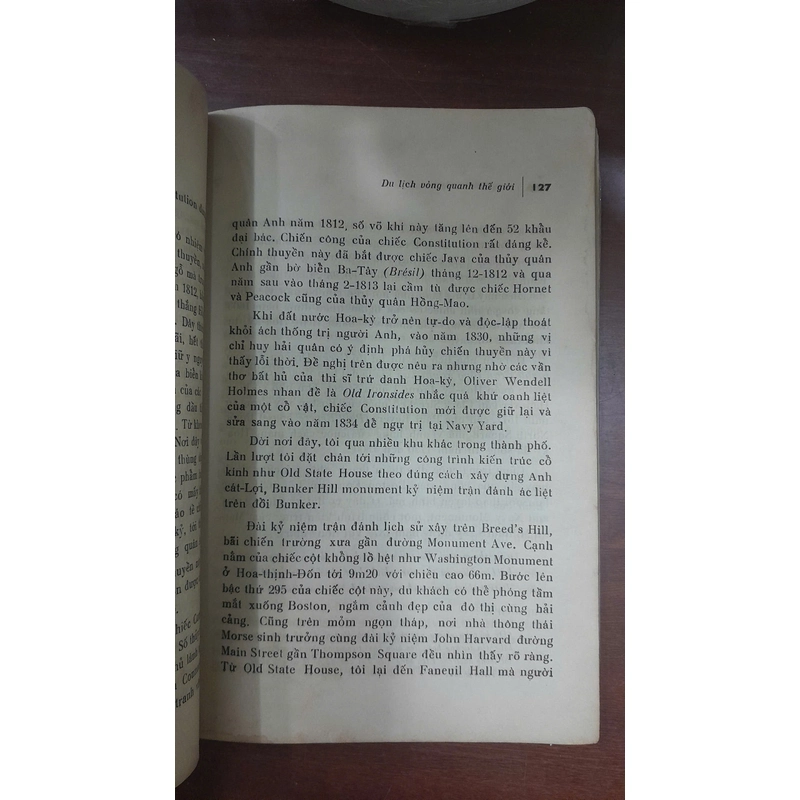 Du lịch vòng quanh thế giới | 127
quân Anh năm 1812, số võ khí này tăng lên đến 52 khẩu
đại bác. Chiến công của chiếc Constitution rất đáng kể.
Chính thuyền này đã bắt được chiếc Java của thủy quân
Anh gần bờ biển Ba-Tây (Brésil) tháng 12-1812 và qua
năm sau vào tháng 2-1813 lại cầm tù được chiếc Hornet
và Peacock cũng của thủy quân Hồng-Mao.
Khi đất nước Hoa-kỳ trở nên tự-do và độc-lập thoát
khỏi ách thống trị người Anh, vào năm 1830, những vị
chỉ huy hải quân có ý định phá hủy chiến thuyền này vì
thấy lỗi thời. Đề nghị trên được nêu ra nhưng nhờ các vần
thơ bất hủ của thi sĩ trứ danh Hoa-kỳ. Oliver Wendell
Holmes nhan đề là Old Ironsides nhắc quá khứ oanh liệt
của một cổ vật, chiếc Constitution mới được giữ lại và
sửa sang vào năm 1834 để ngự trị tại Navy Yard.
Dời nơi đây, tôi qua nhiều khu khác trong thành phố.
Lần lượt tôi đặt chân tới những công trình kiến trúc cổ
kính như Old State House theo đúng cách xây dựng Anh
cát-Lợi, Bunker Hill monument kỷ niệm trận đánh ác liệt
trên đồi Bunker.
Đài kỷ niệm trận đánh lịch sử xây trên Breed's Hill,
bãi chiến trường xưa gần đường Monument Ave. Cạnh
nằm của chiếc cột khổng lồ hệt như Washington Monument
ở Hoa-thịnh-Đốn tới 9m20 với chiều cao 66m. Bước lên
bậc thứ 295 của chiếc cột này, du khách có thể phóng tầm
mắt xuống Boston, ngắm cảnh đẹp của đô thị cùng hải
cảng. Cũng trên mỏm ngọn tháp, nơi nhà thông thái
Morse sinh trưởng cùng đài kỷ niệm John Harvard đường
Main Street gần Thompson Square đều nhìn thấy rõ ràng.
Từ Old State House, tôi lại đến Faneuil Hall mà người